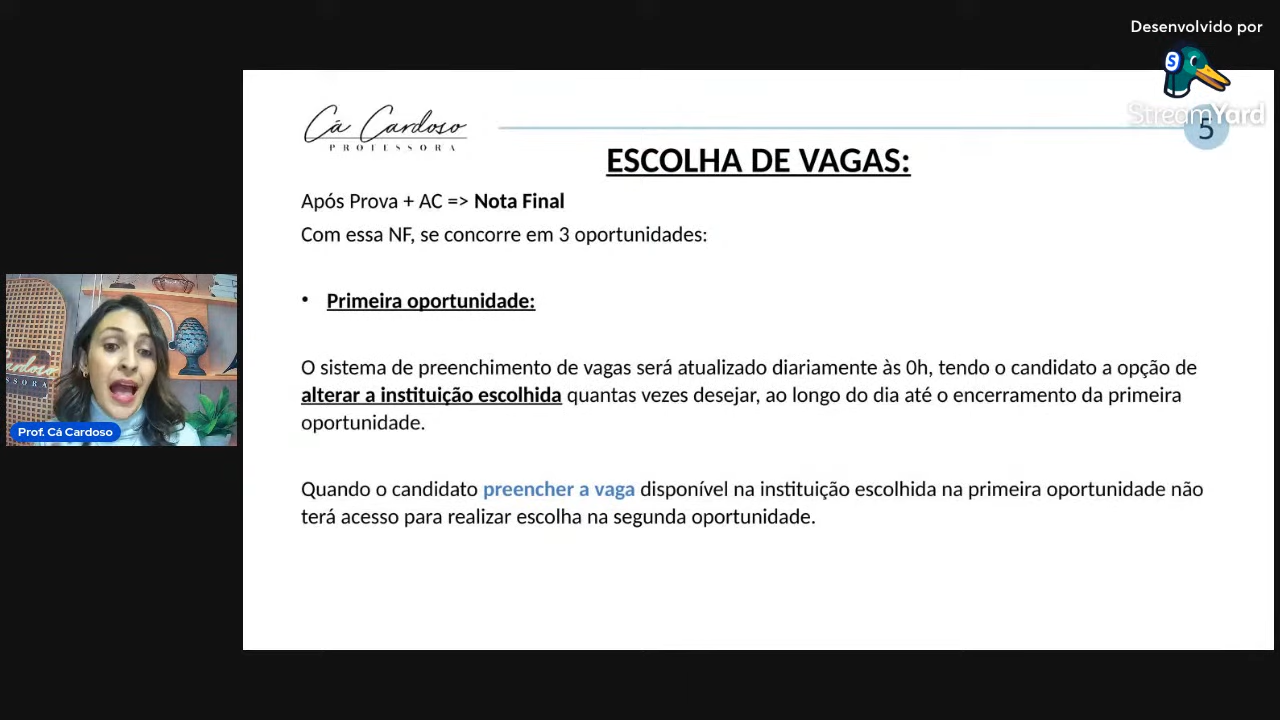 Desenvolvido por
StreamYard
Cá Cardoso
PROFESSORA
5
ESCOLHA DE VAGAS:
Após Prova + AC => Nota Final
Com essa NF, se concorre em 3 oportunidades:
• Primeira oportunidade:
O sistema de preenchimento de vagas será atualizado diariamente às 0h, tendo o candidato a opção de
alterar a instituição escolhida quantas vezes desejar, ao longo do dia até o encerramento da primeira
oportunidade.
Quando o candidato preencher a vaga disponível na instituição escolhida na primeira oportunidade não
terá acesso para realizar escolha na segunda oportunidade.
Cardoso
SSORA
Prof. Cá Cardoso